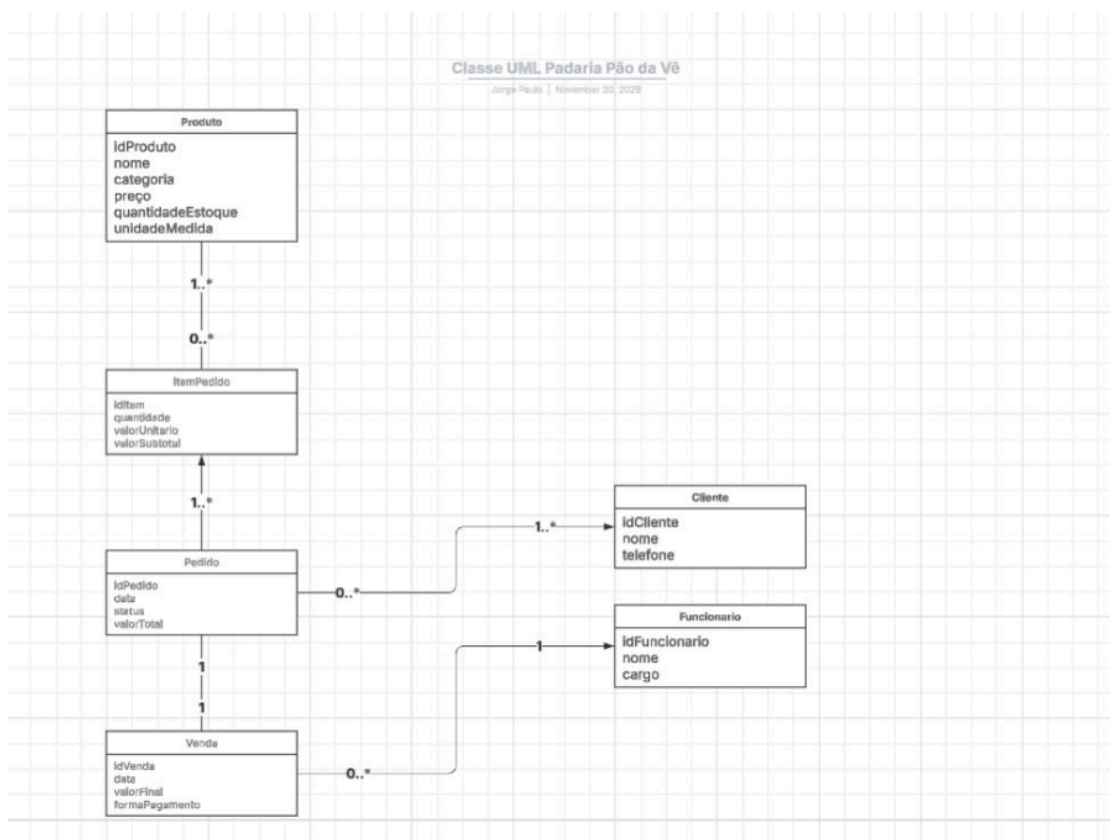 Classe UML Padaria Pão da Vê
Jorge Paulo | November 30, 2025
Produto
idProduto
nome
categoria
preço
quantidadeEstoque
unidadeMedida
1..*
0..*
ItemPedido
idItem
quantidade
valorUnitario
valorSubtotal
1..*
Pedido
idPedido
data
status
valorTotal
0..*
1..*
Cliente
idCliente
nome
telefone
Funcionario
idFuncionario
nome
cargo
1
1
1
Venda
idVenda
data
valorFinal
formaPagamento
0..*